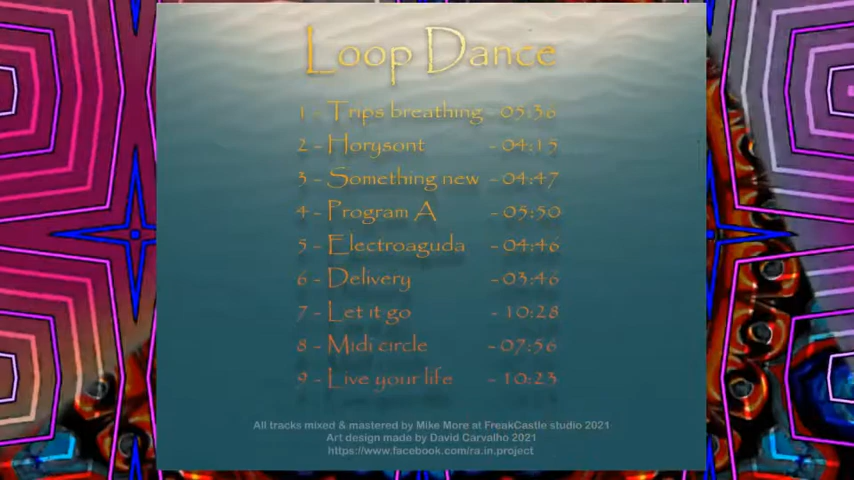 Loop Dance
1 - Trips breathing - 05:36
2 - Horysont - 04:15
3 - Something new - 04:47
4 - Program A - 05:50
5 - Electroaguda - 04:46
6 - Delivery - 03:46
7 - Let it go - 10:28
8 - Midi circle - 07:56
9 - Live your life - 10:23
All tracks mixed & mastered by Mike More at FreakCastle studio 2021
Art design made by David Carvalho 2021
https://www.facebook.com/ra.in.project